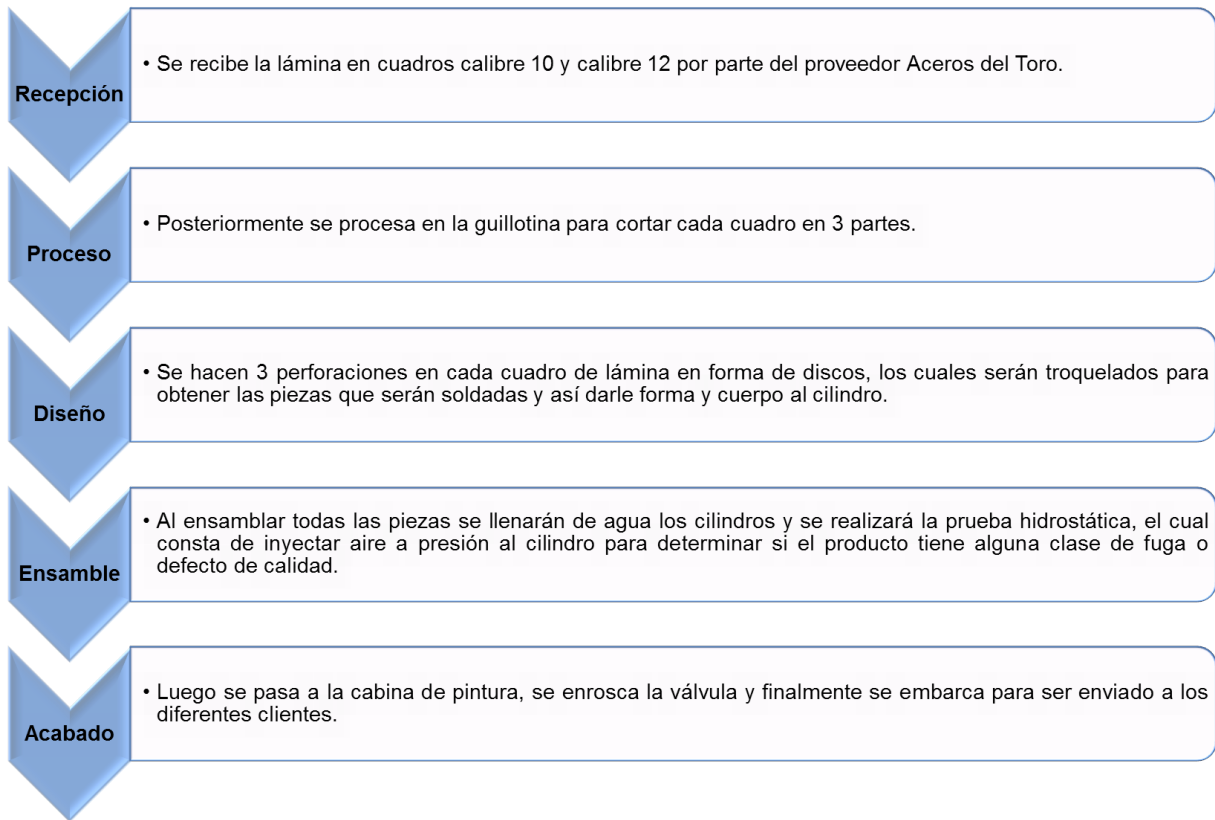 Recepción
• Se recibe la lámina en cuadros calibre 10 y calibre 12 por parte del proveedor Aceros del Toro.
Proceso
• Posteriormente se procesa en la guillotina para cortar cada cuadro en 3 partes.
Diseño
• Se hacen 3 perforaciones en cada cuadro de lámina en forma de discos, los cuales serán troquelados para
obtener las piezas que serán soldadas y así darle forma y cuerpo al cilindro.
Ensamble
• Al ensamblar todas las piezas se llenarán de agua los cilindros y se realizará la prueba hidrostática, el cual
consta de inyectar aire a presión al cilindro para determinar si el producto tiene alguna clase de fuga o
defecto de calidad.
Acabado
• Luego se pasa a la cabina de pintura, se enrosca la válvula y finalmente se embarca para ser enviado a los
diferentes clientes.